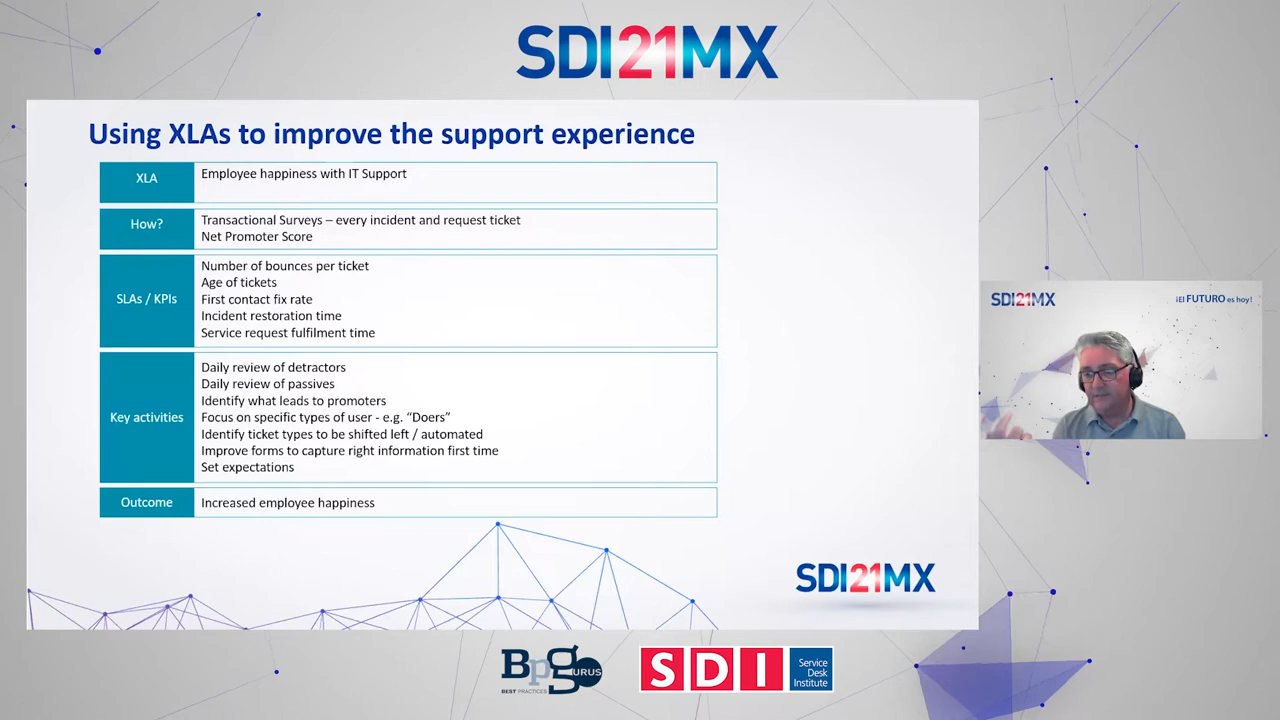 SDI21MX
Using XLAs to improve the support experience
XLA
Employee happiness with IT Support
How?
Transactional Surveys – every incident and request ticket
Net Promoter Score
SLAs / KPIs
Number of bounces per ticket
Age of tickets
First contact fix rate
Incident restoration time
Service request fulfilment time
Key activities
Daily review of detractors
Daily review of passives
Identify what leads to promoters
Focus on specific types of user - e.g. “Doers”
Identify ticket types to be shifted left / automated
Improve forms to capture right information first time
Set expectations
Outcome
Increased employee happiness
SDI21MX
SDI21MX
¡El FUTURO es hoy!
BpGURUS
BEST PRACTICES
SDI
Service
Desk
Institute